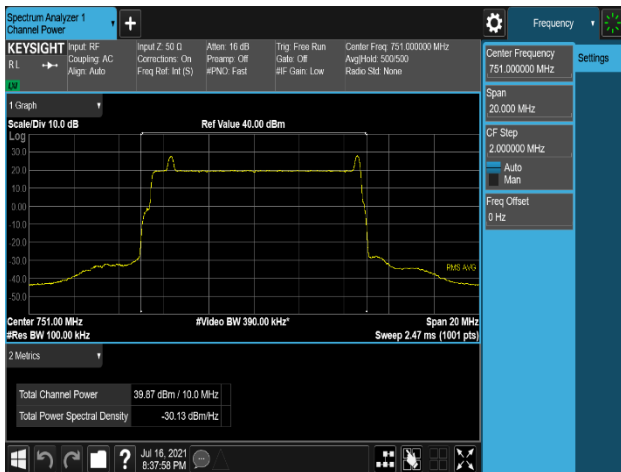 Spectrum Analyzer 1
Channel Power
+
Frequency
KEYSIGHT
RL
LXI
Input: RF
Coupling: AC
Align: Auto
Input Z: 50 Ω
Corrections: On
Freq Ref: Int (S)
Atten: 16 dB
Preamp: Off
#PNO: Fast
Trig: Free Run
Gate: Off
#IF Gain: Low
Center Freq: 751.000000 MHz
Avg|Hold: 500/500
Radio Std: None
Center Frequency
751.000000 MHz
Settings
Span
20.000 MHz
CF Step
2.000000 MHz
Auto
Man
Freq Offset
0 Hz
1 Graph
Scale/Div 10.0 dB
Ref Value 40.00 dBm
Log
30.0
20.0
10.0
0.00
-10.0
-20.0
-30.0
-40.0
-50.0
RMS AVG
Center 751.00 MHz
#Video BW 390.00 kHz*
Span 20 MHz
#Res BW 100.00 kHz
Sweep 2.47 ms (1001 pts)
2 Metrics
Total Channel Power 39.87 dBm / 10.0 MHz
Total Power Spectral Density -30.13 dBm/Hz
?
Jul 16, 2021
8:37:58 PM